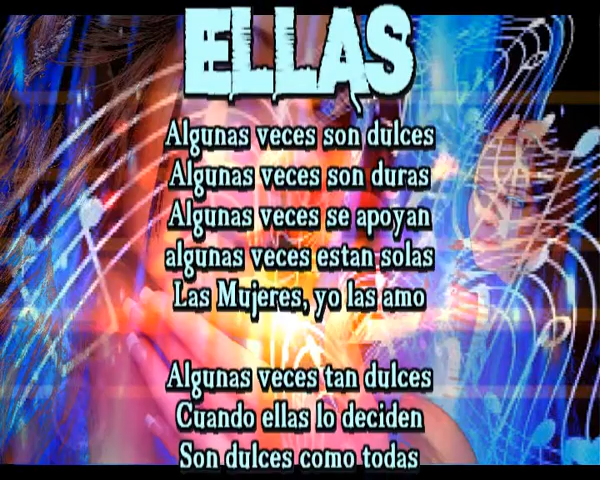 ELLAS
Algunas veces son dulces
Algunas veces son duras
Algunas veces se apoyan
algunas veces estan solas
Las Mujeres, yo las amo
Algunas veces tan dulces
Cuando ellas lo deciden
Son dulces como todas